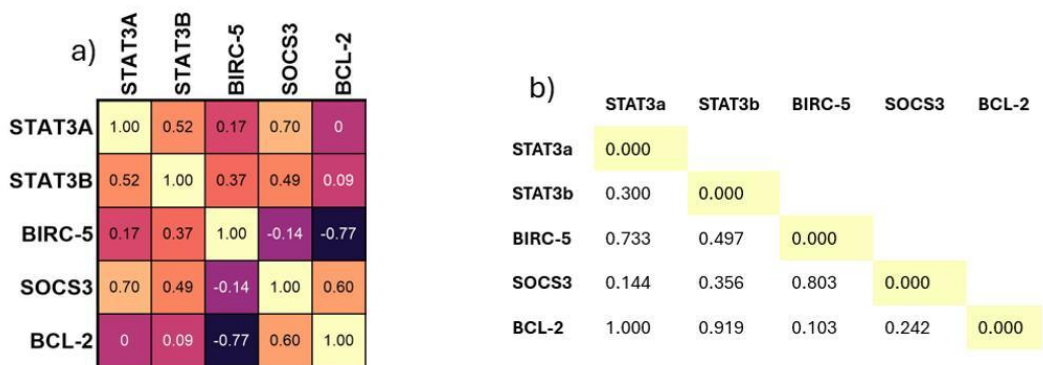 a)
STAT3A STAT3B BIRC-5 SOCS3 BCL-2
STAT3A 1.00 0.52 0.17 0.70 0
STAT3B 0.52 1.00 0.37 0.49 0.09
BIRC-5 0.17 0.37 1.00 -0.14 -0.77
SOCS3 0.70 0.49 -0.14 1.00 0.60
BCL-2 0 0.09 -0.77 0.60 1.00
b)
STAT3a STAT3b BIRC-5 SOCS3 BCL-2
STAT3a 0.000
STAT3b 0.300 0.000
BIRC-5 0.733 0.497 0.000
SOCS3 0.144 0.356 0.803 0.000
BCL-2 1.000 0.919 0.103 0.242 0.000